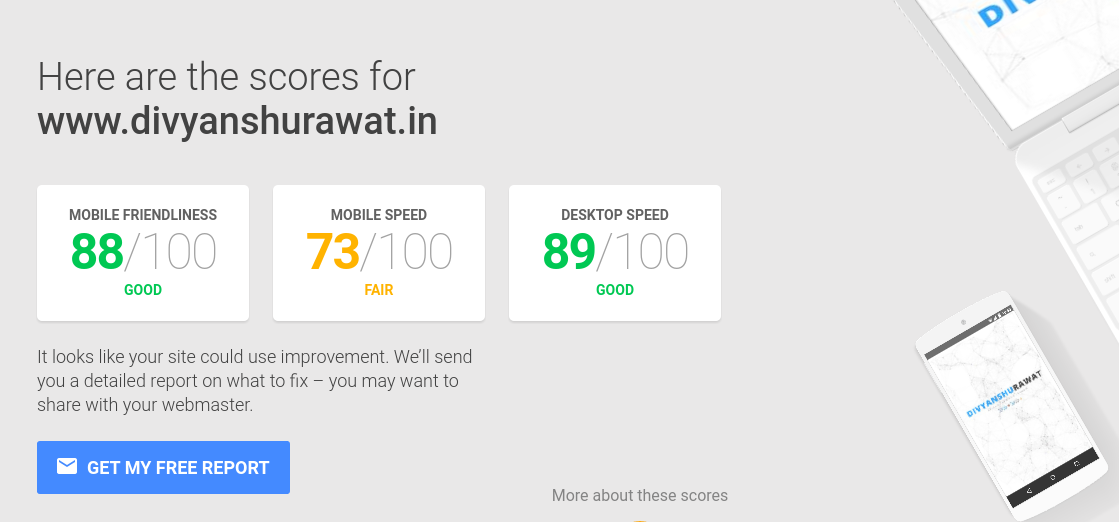 Here are the scores for
www.divyanshurawat.in
MOBILE FRIENDLINESS
88/100
GOOD
MOBILE SPEED
73/100
FAIR
DESKTOP SPEED
89/100
GOOD
It looks like your site could use improvement. We'll send
you a detailed report on what to fix – you may want to
share with your webmaster.
GET MY FREE REPORT
More about these scores
DIV
DIVYANSHURAWAT